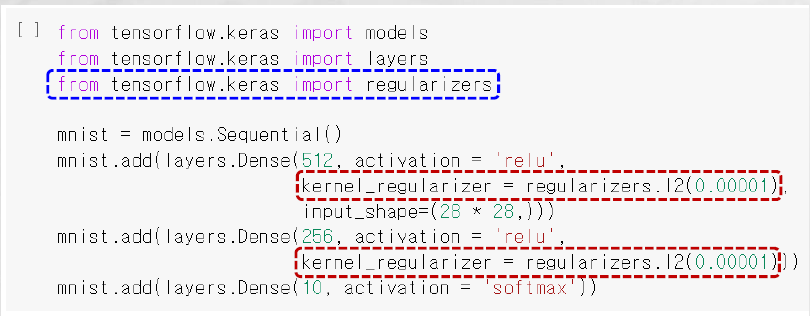 [ ] from tensorflow.keras import models
from tensorflow.keras import layers
from tensorflow.keras import regularizers
mnist = models.Sequential()
mnist.add(layers.Dense(512, activation = 'relu',
kernel_regularizer = regularizers.l2(0.00001),
input_shape=(28 * 28,)))
mnist.add(layers.Dense(256, activation = 'relu',
kernel_regularizer = regularizers.l2(0.00001)))
mnist.add(layers.Dense(10, activation = 'softmax'))